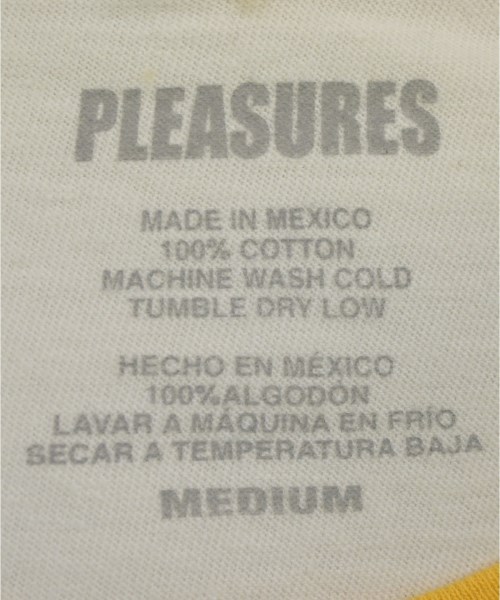 PLEASURES
MADE IN MEXICO
100% COTTON
MACHINE WASH COLD
TUMBLE DRY LOW
HECHO EN MÉXICO
100%ALGODÓN
LAVAR A MÁQUINA EN FRÍO
SECAR A TEMPERATURA BAJA
MEDIUM